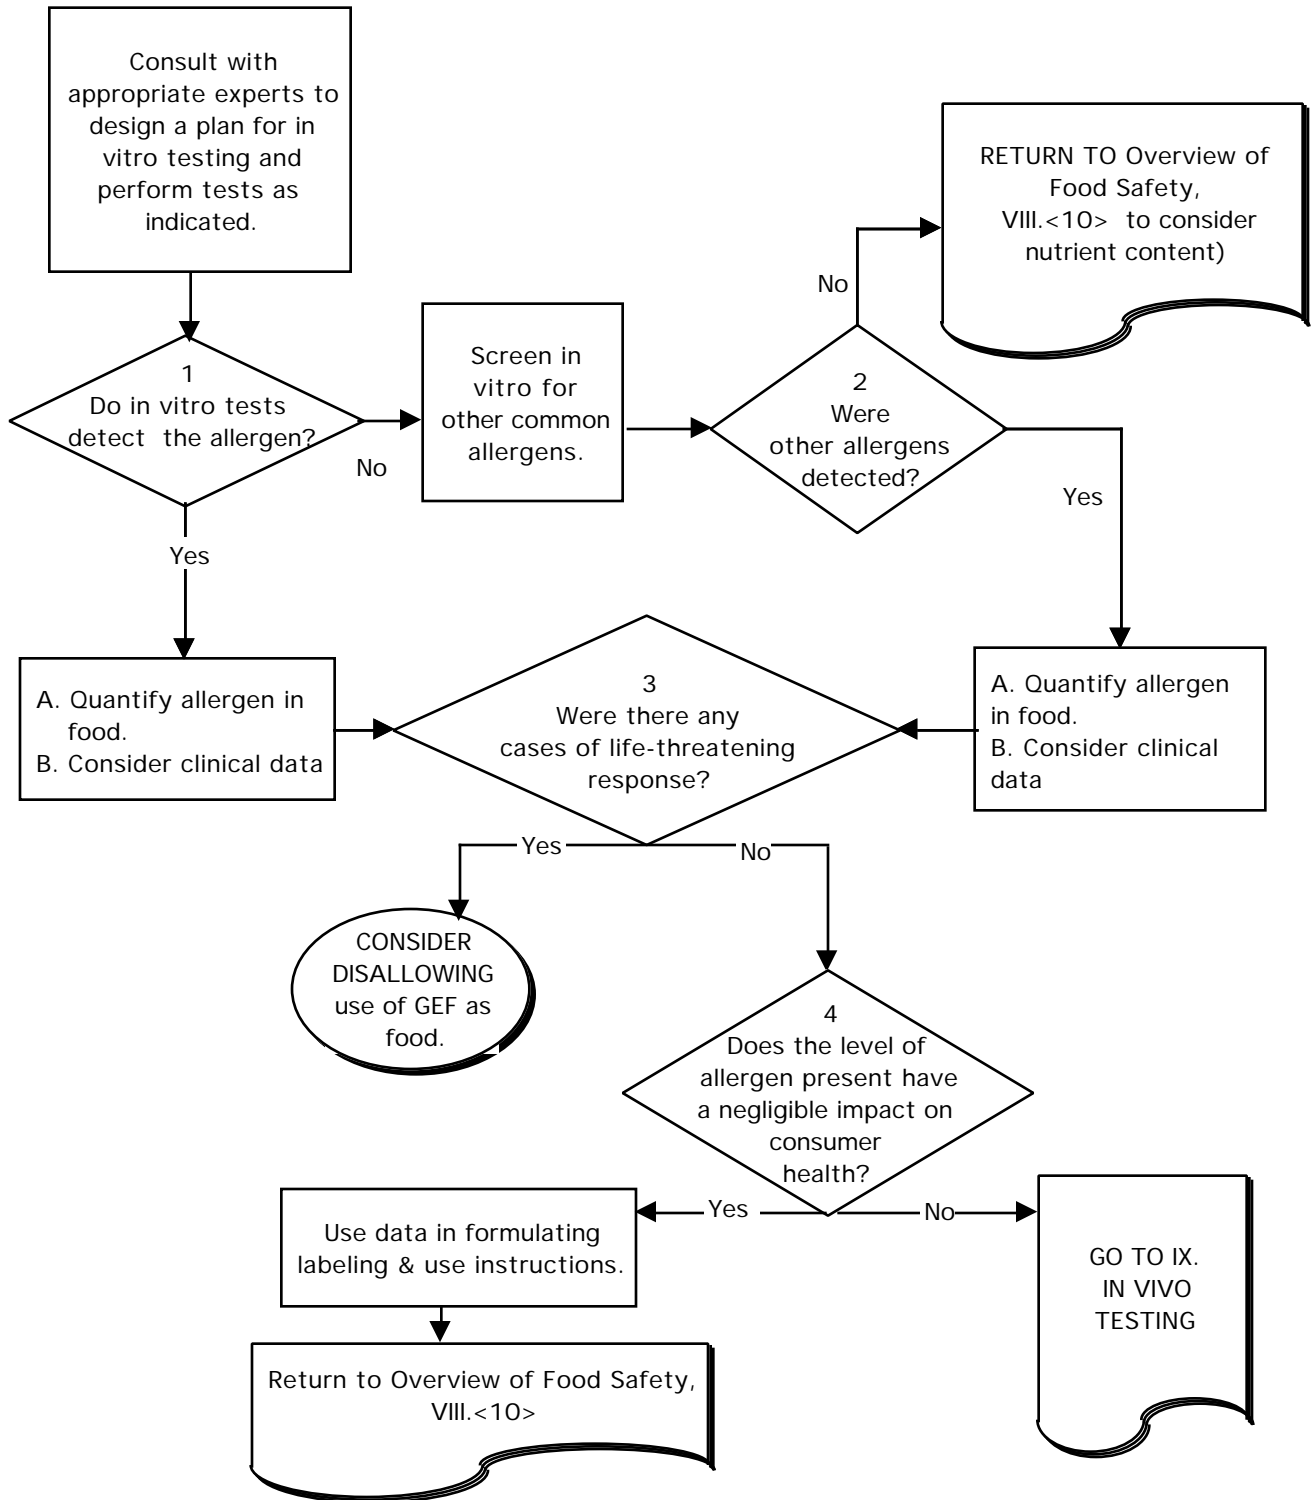 Consult with
appropriate experts to
design a plan for in
vitro testing and
perform tests as
indicated.
RETURN TO Overview of
Food Safety,
VIII.<10> to consider
nutrient content)
No
1
Do in vitro tests
detect the allergen?
No
Screen in
vitro for
other common
allergens.
2
Were
other allergens
detected?
Yes
Yes
A. Quantify allergen in
food.
B. Consider clinical data
3
Were there any
cases of life-threatening
response?
A. Quantify allergen
in food.
B. Consider clinical
data
Yes
No
CONSIDER
DISALLOWING
use of GEF as
food.
4
Does the level of
allergen present have
a negligible impact on
consumer
health?
Yes
No
Use data in formulating
labeling & use instructions.
GO TO IX.
IN VIVO
TESTING
Return to Overview of Food Safety,
VIII.<10>